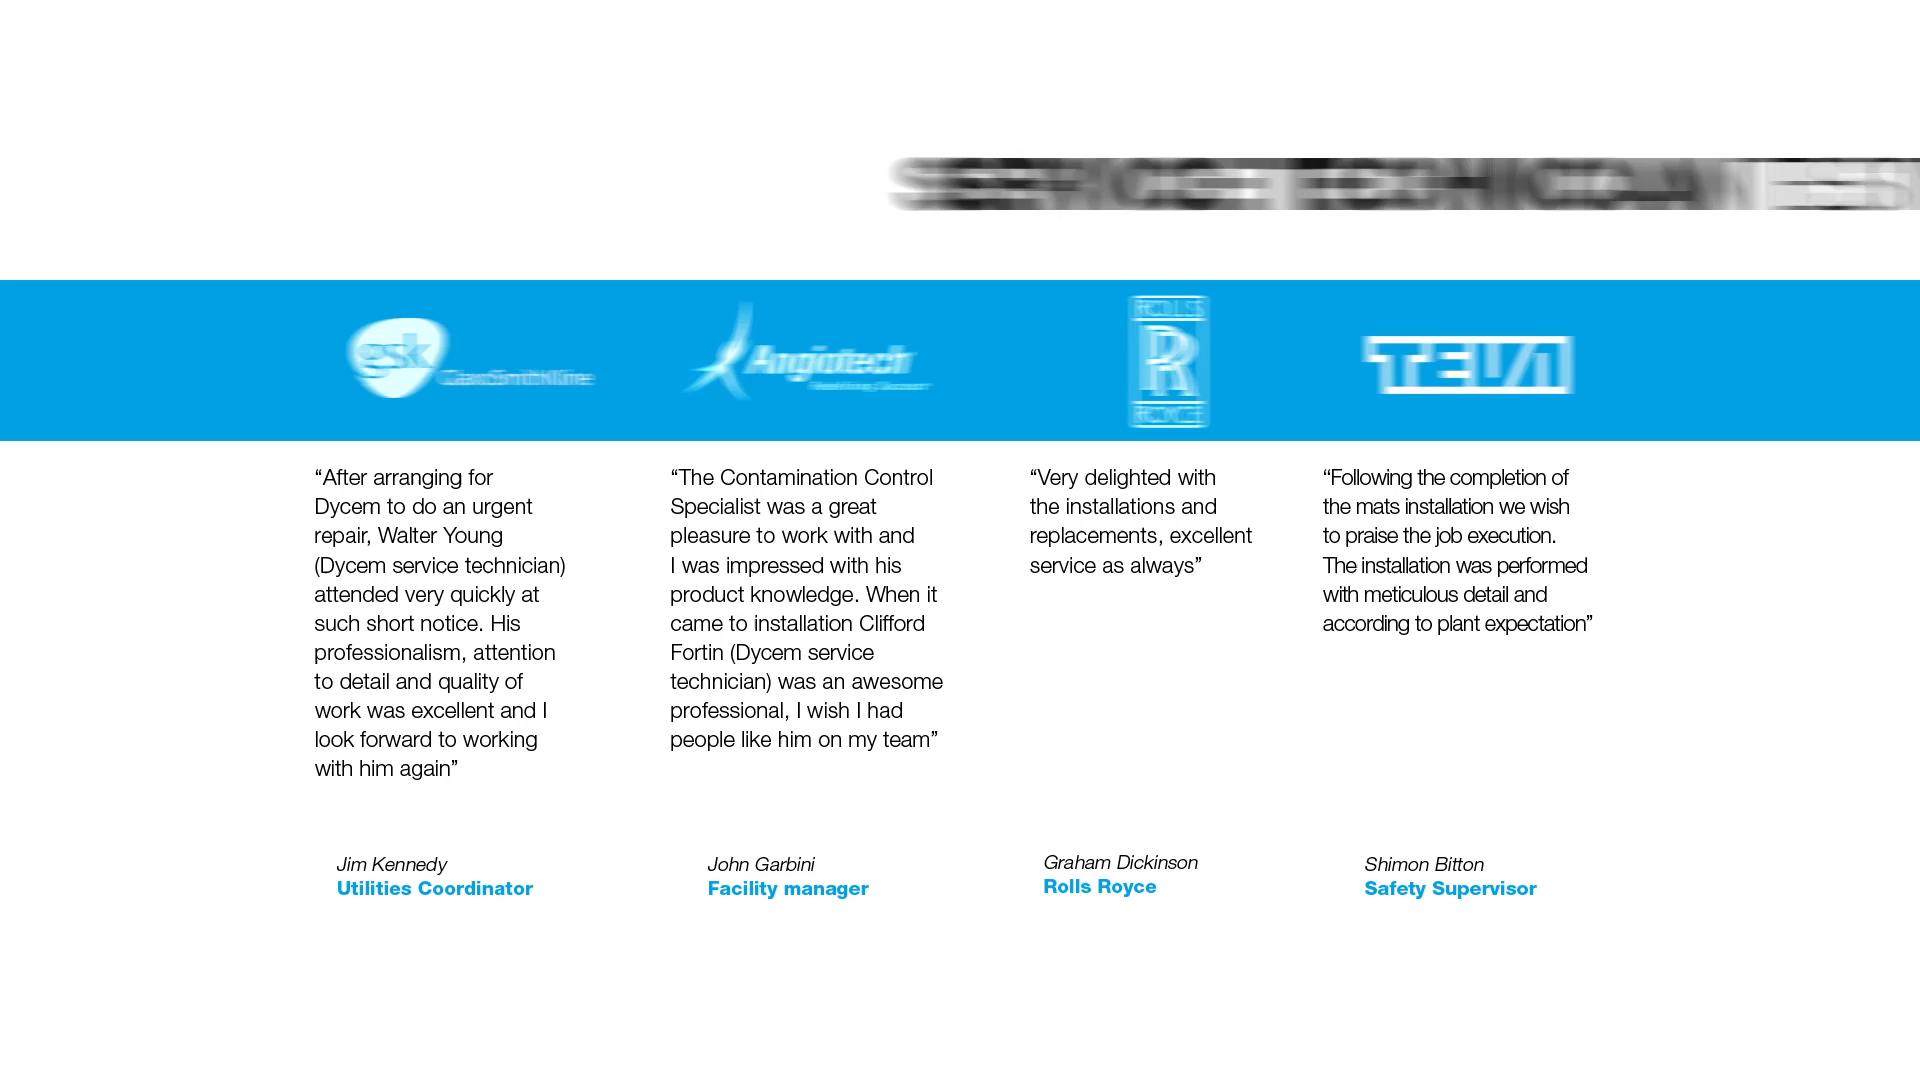 gsk
GlaxoSmithKline
Angiotech
ROLLS
R
ROYCE
TEVA
“After arranging for
Dycem to do an urgent
repair, Walter Young
(Dycem service technician)
attended very quickly at
such short notice. His
professionalism, attention
to detail and quality of
work was excellent and I
look forward to working
with him again”
Jim Kennedy
Utilities Coordinator
“The Contamination Control
Specialist was a great
pleasure to work with and
I was impressed with his
product knowledge. When it
came to installation Clifford
Fortin (Dycem service
technician) was an awesome
professional, I wish I had
people like him on my team”
John Garbini
Facility manager
“Very delighted with
the installations and
replacements, excellent
service as always”
Graham Dickinson
Rolls Royce
“Following the completion of
the mats installation we wish
to praise the job execution.
The installation was performed
with meticulous detail and
according to plant expectation”
Shimon Bitton
Safety Supervisor